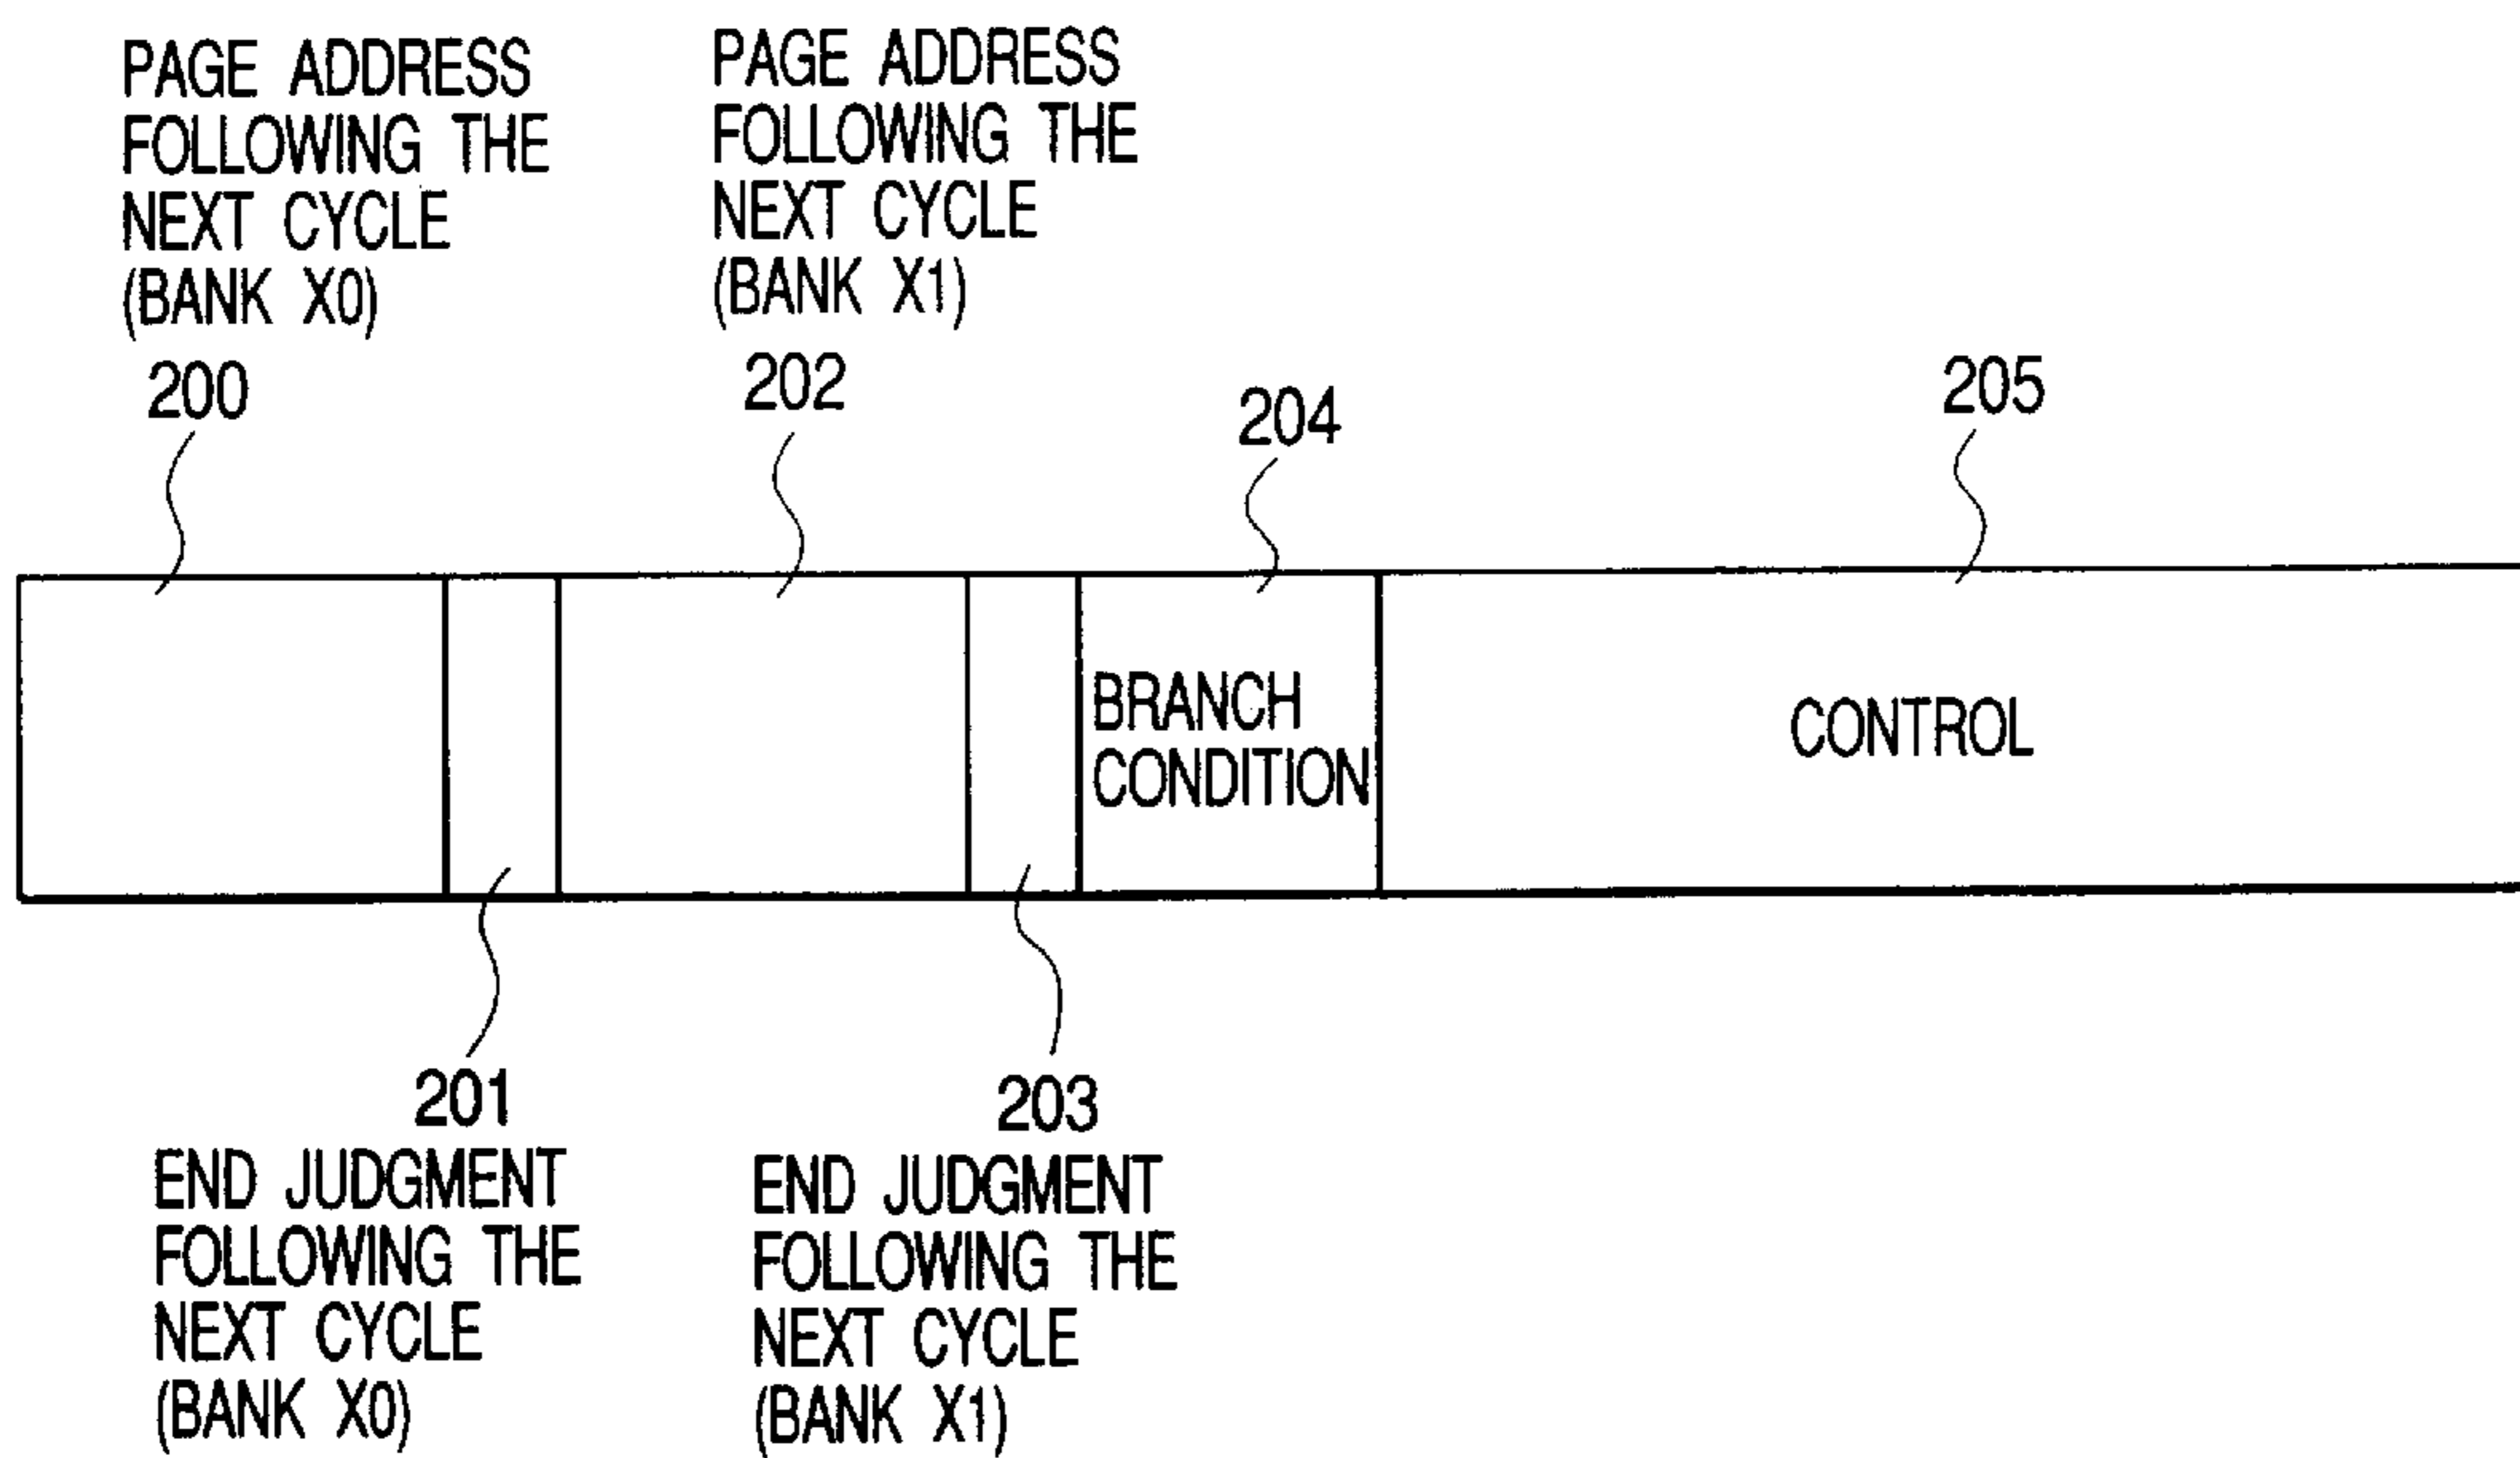 PAGE ADDRESS
FOLLOWING THE
NEXT CYCLE
(BANK X0)
200
PAGE ADDRESS
FOLLOWING THE
NEXT CYCLE
(BANK X1)
202
204
205
BRANCH
CONDITION
CONTROL
201
END JUDGMENT
FOLLOWING THE
NEXT CYCLE
(BANK X0)
203
END JUDGMENT
FOLLOWING THE
NEXT CYCLE
(BANK X1)